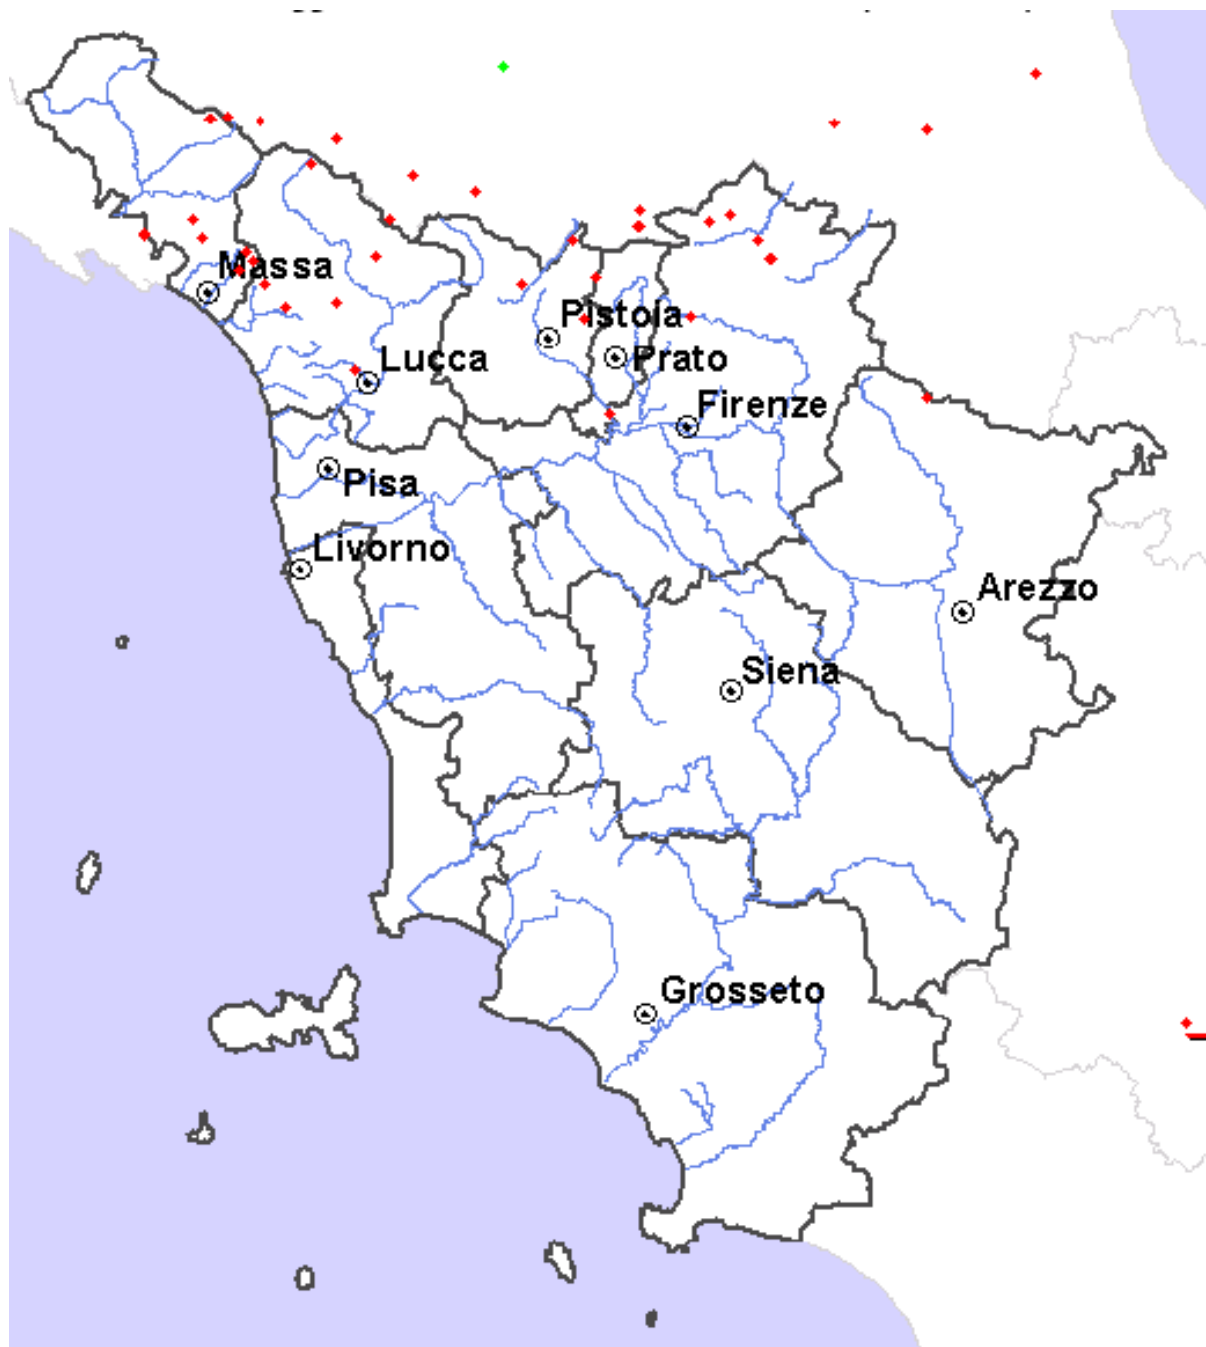 Massa
Pistoia
Lucca
Prato
Firenze
Pisa
Livorno
Arezzo
Siena
Grosseto